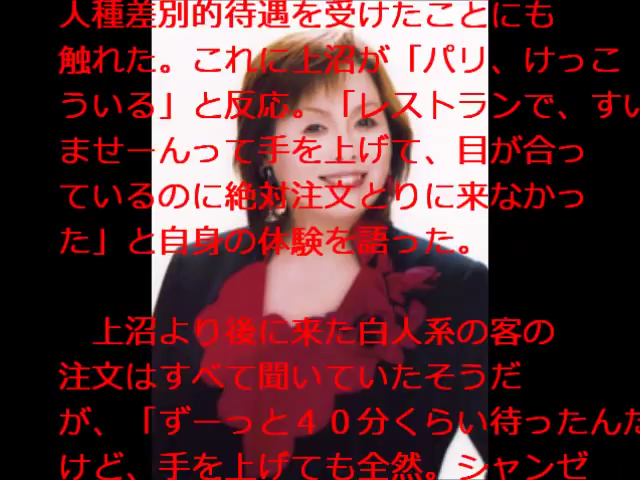 人種差別的待遇を受けたことにも
触れた。これに上沼が「パリ、けっこ
ういる」と反応。「レストランで、すい
ませーんって手を上げて、目が合っ
ているのに絶対注文とりに来なかっ
た」と自身の体験を語った。
上沼より後に来た白人系の客の
注文はすべて聞いていたそうだ
が、「ずーっと４０分くらい待ったんだ
けど、手を上げても全然。シャンゼ